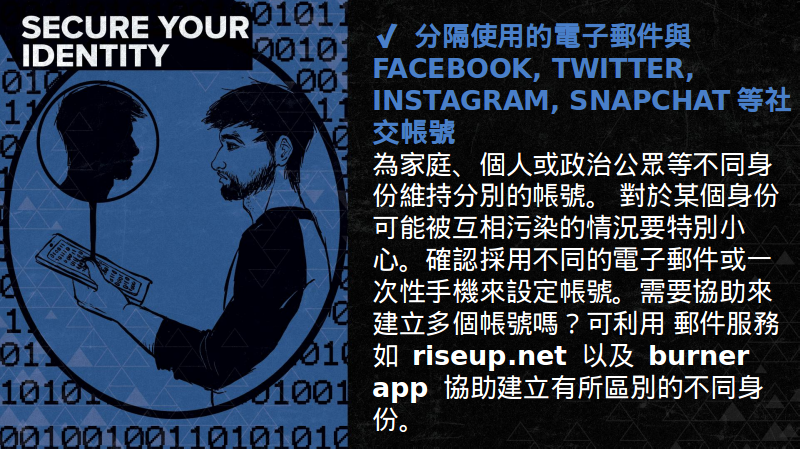 SECURE YOUR
IDENTITY
✓ 分隔使用的電子郵件與
FACEBOOK, TWITTER,
INSTAGRAM, SNAPCHAT 等社
交帳號
為家庭、個人或政治公眾等不同身
份維持分別的帳號。 對於某個身份
可能被互相污染的情況要特別小
心。確認採用不同的電子郵件或一
次性手機來設定帳號。需要協助來
建立多個帳號嗎？可利用 郵件服務
如 riseup.net 以及 burner
app 協助建立有所區別的不同身
份。